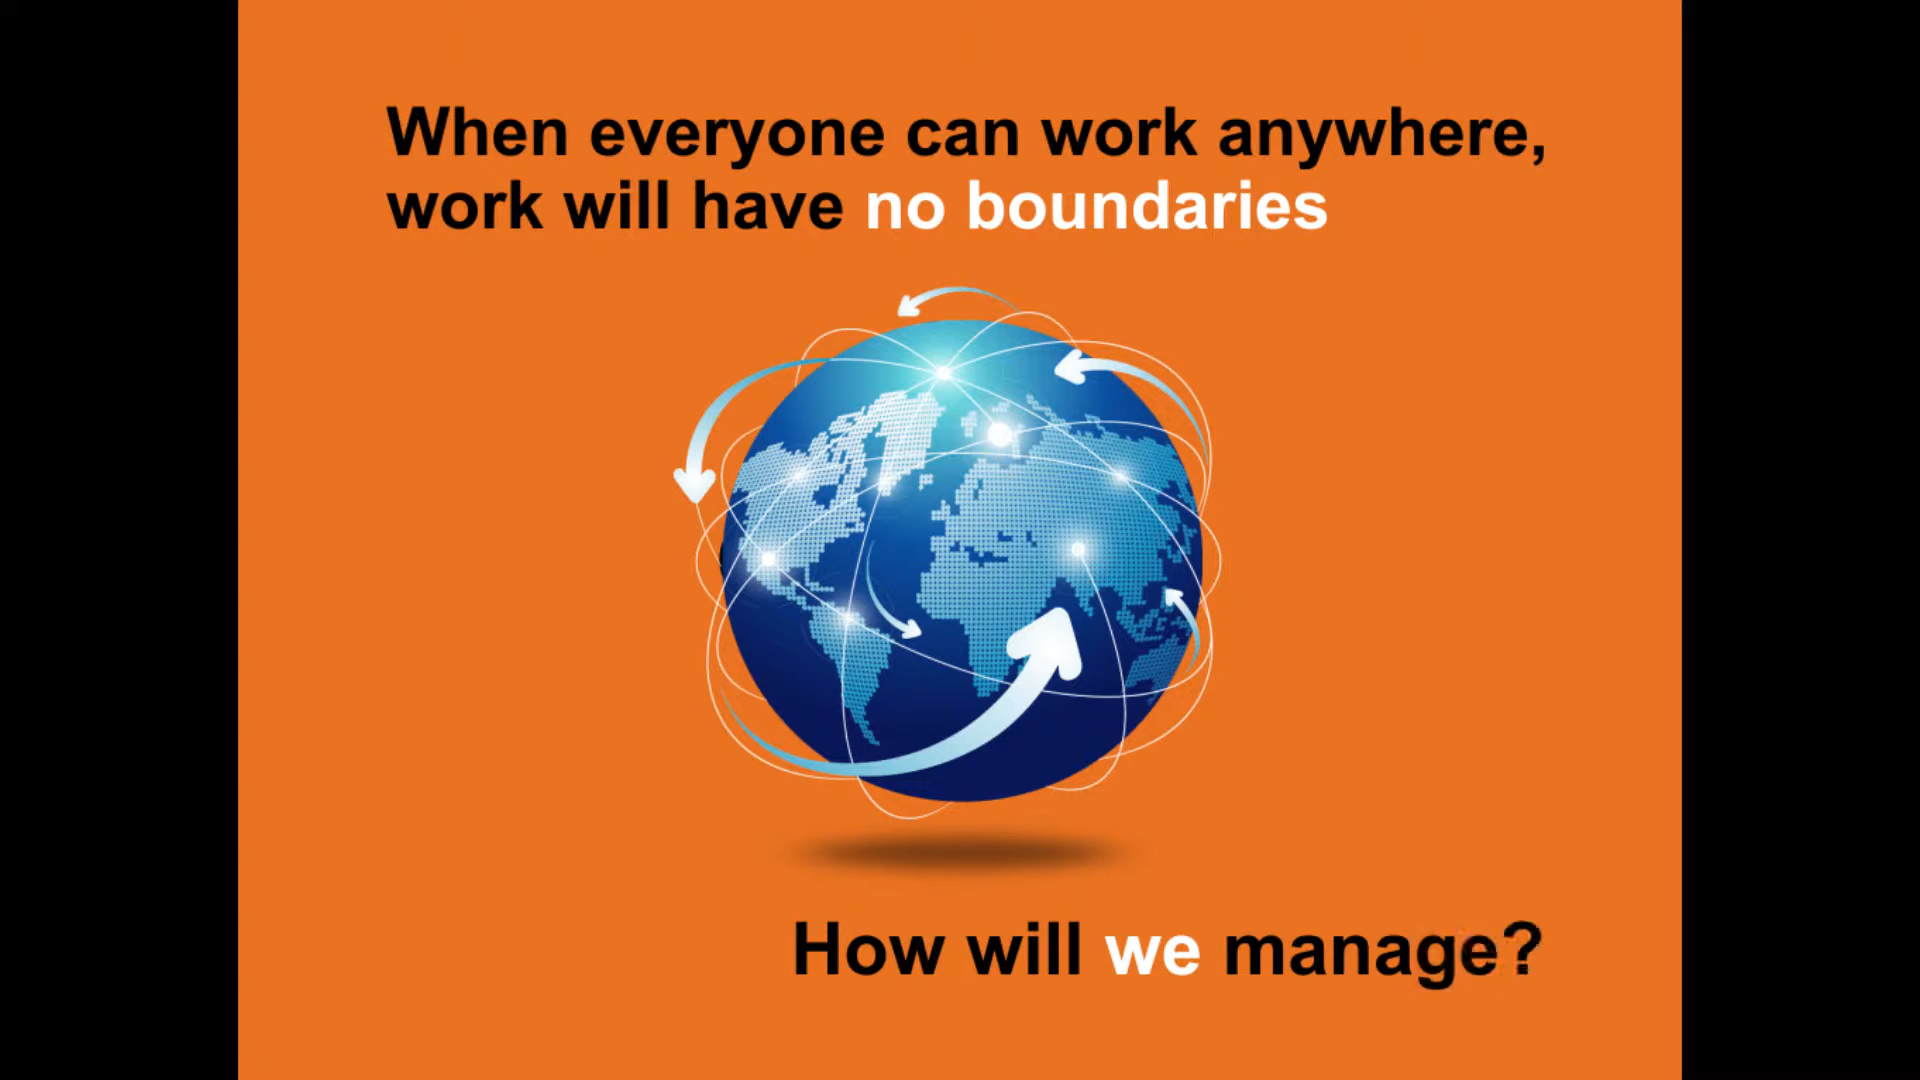 When everyone can work anywhere,
work will have no boundaries
How will we manage?